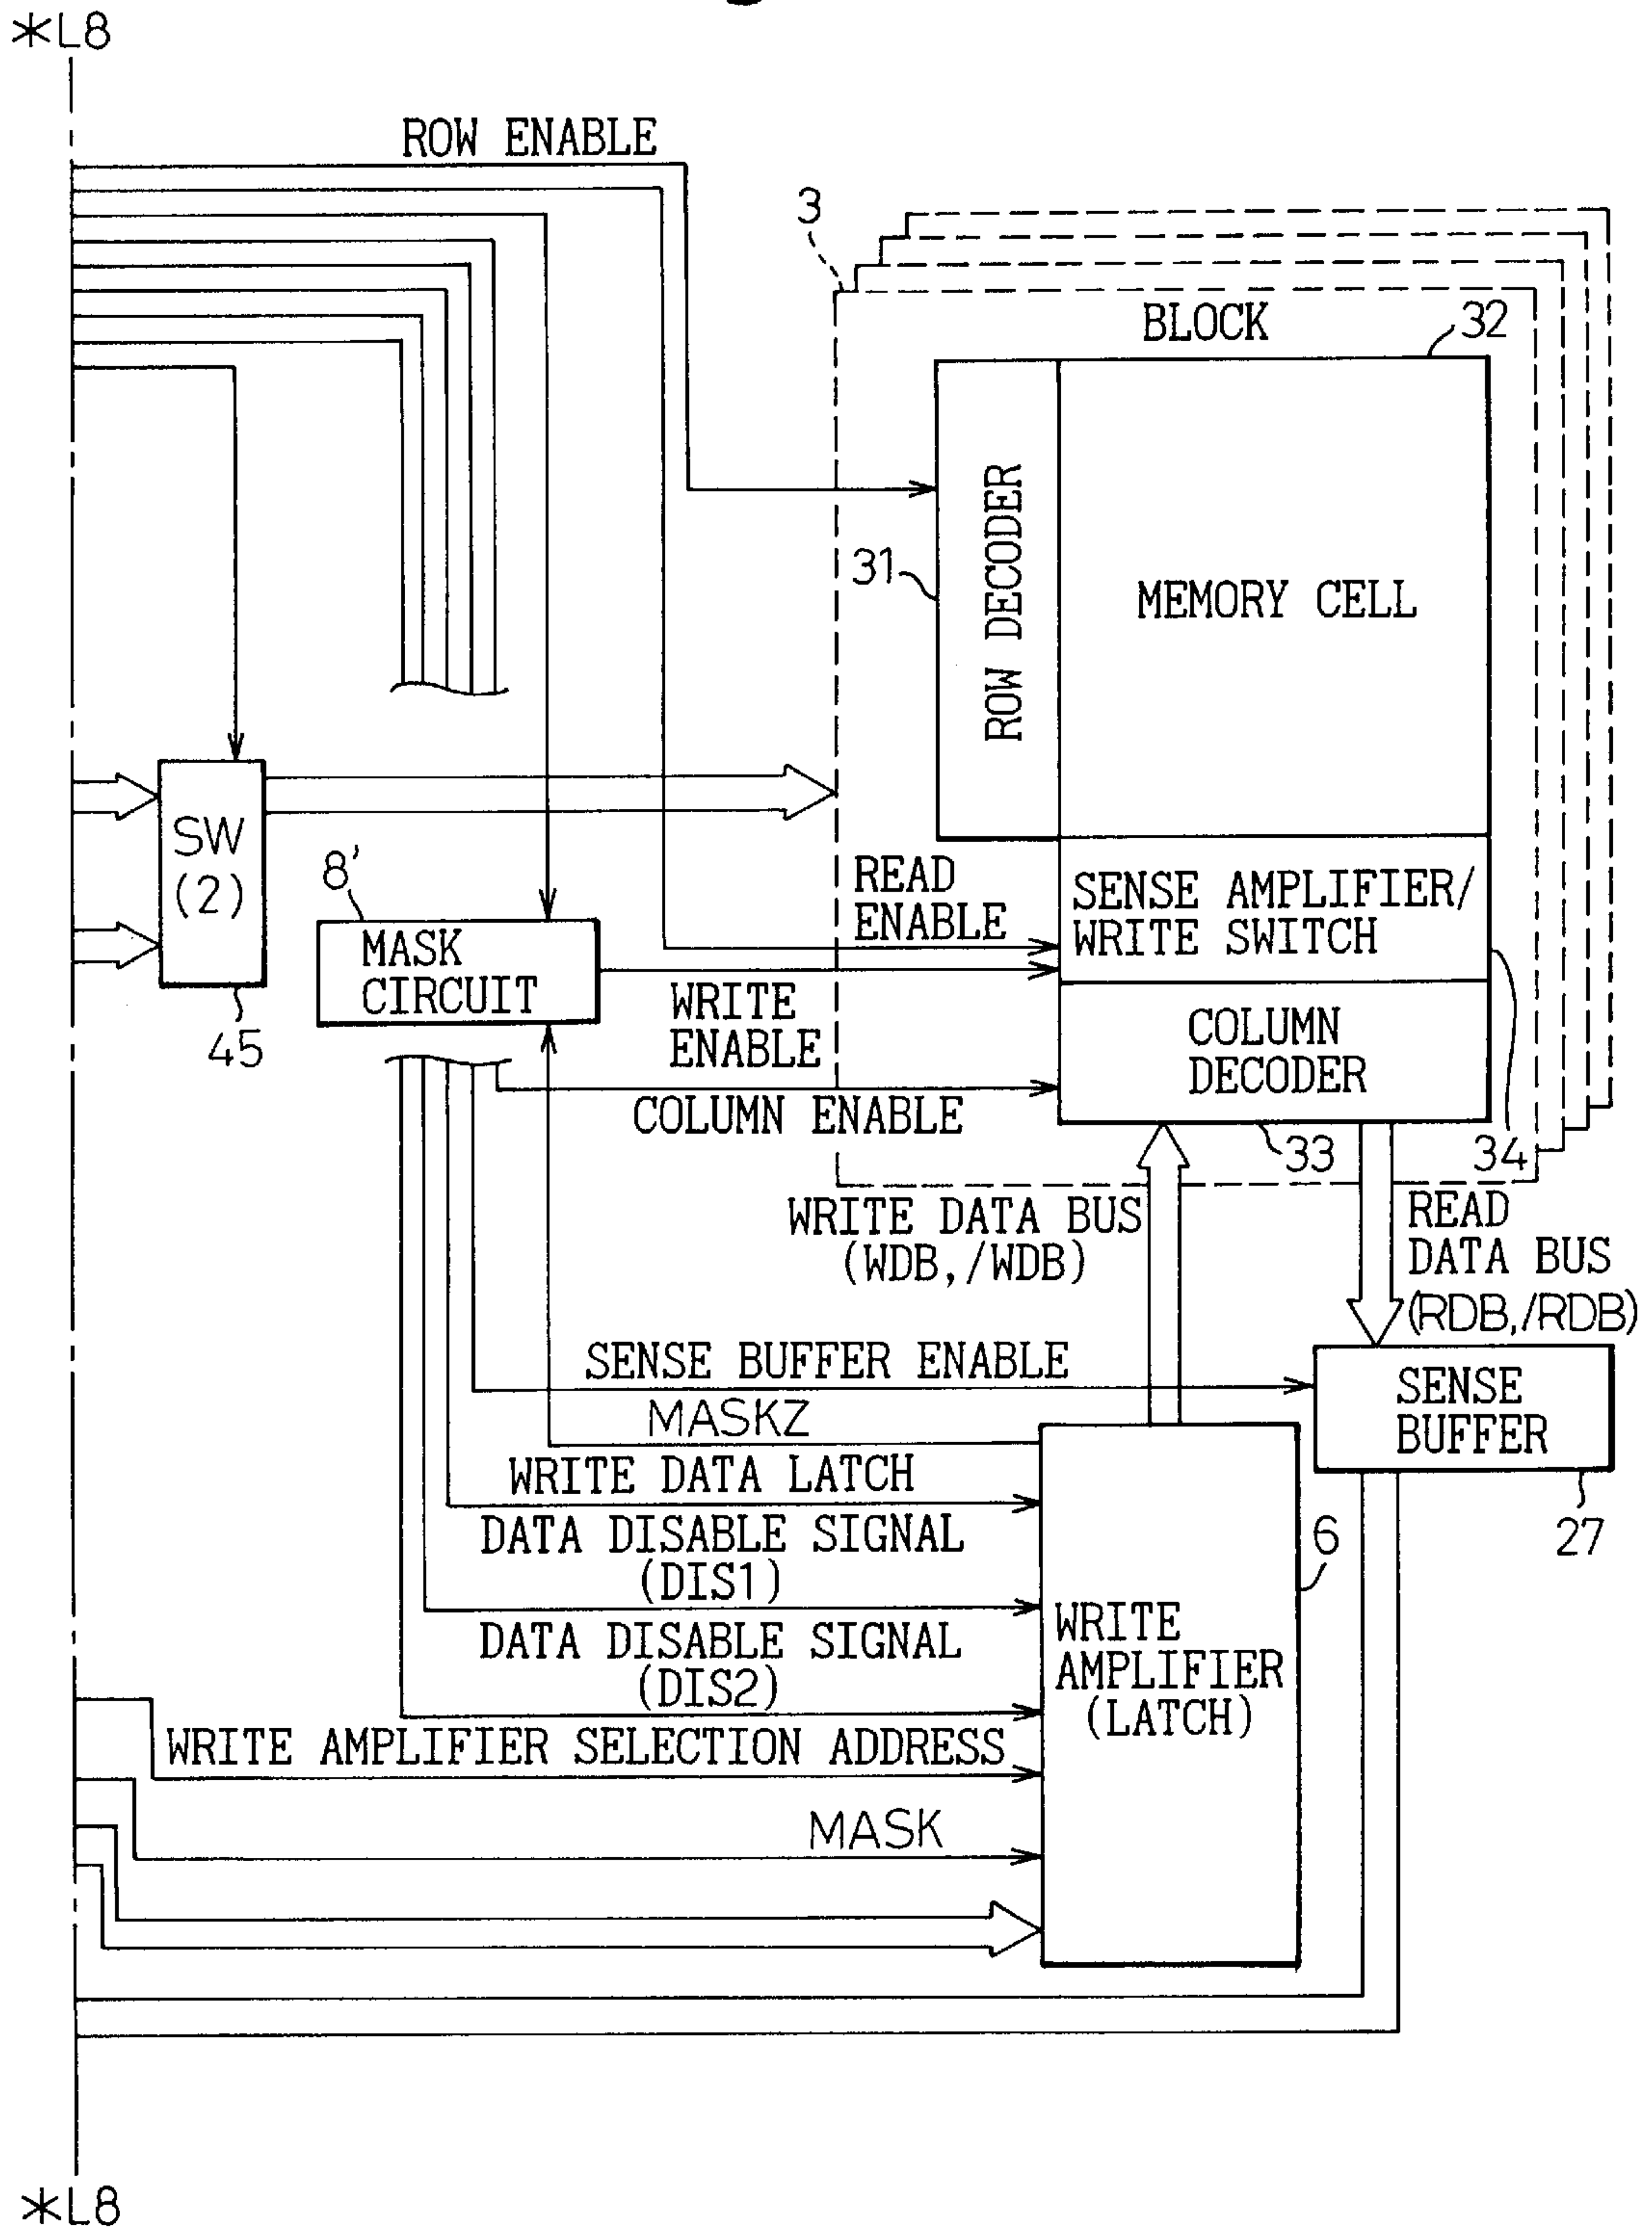 *L8
ROW ENABLE
3
BLOCK
32
31
ROW DECODER
MEMORY CELL
SW
(2)
45
8'
MASK
CIRCUIT
READ
ENABLE
SENSE AMPLIFIER/
WRITE SWITCH
WRITE
ENABLE
COLUMN
DECODER
COLUMN ENABLE
33
34
WRITE DATA BUS
(WDB,/WDB)
READ
DATA BUS
(RDB,/RDB)
SENSE BUFFER ENABLE
SENSE
BUFFER
27
MASKZ
WRITE DATA LATCH
DATA DISABLE SIGNAL
(DIS1)
6
DATA DISABLE SIGNAL
(DIS2)
WRITE
AMPLIFIER
(LATCH)
WRITE AMPLIFIER SELECTION ADDRESS
MASK
*L8